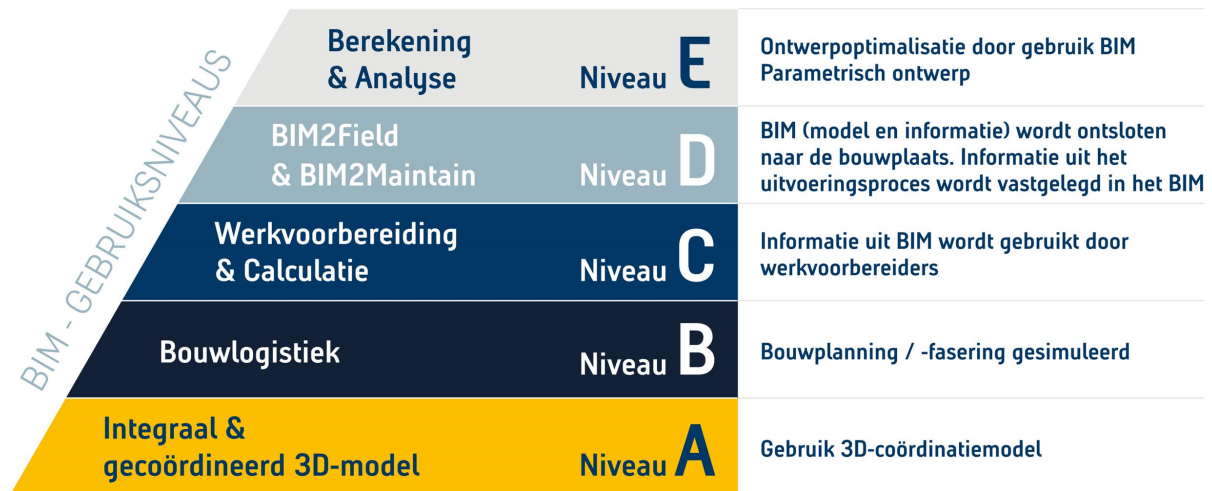 BIM - GEBRUIKSNIVEAUS
Berekening
& Analyse
Niveau E
Ontwerpoptimalisatie door gebruik BIM
Parametrisch ontwerp
BIM2Field
& BIM2Maintain
Niveau D
BIM (model en informatie) wordt ontsloten
naar de bouwplaats. Informatie uit het
uitvoeringsproces wordt vastgelegd in het BIM
Werkvoorbereiding
& Calculatie
Niveau C
Informatie uit BIM wordt gebruikt door
werkvoorbereiders
Bouwlogistiek
Niveau B
Bouwplanning / -fasering gesimuleerd
Integraal &
gecoördineerd 3D-model
Niveau A
Gebruik 3D-coördinatiemodel